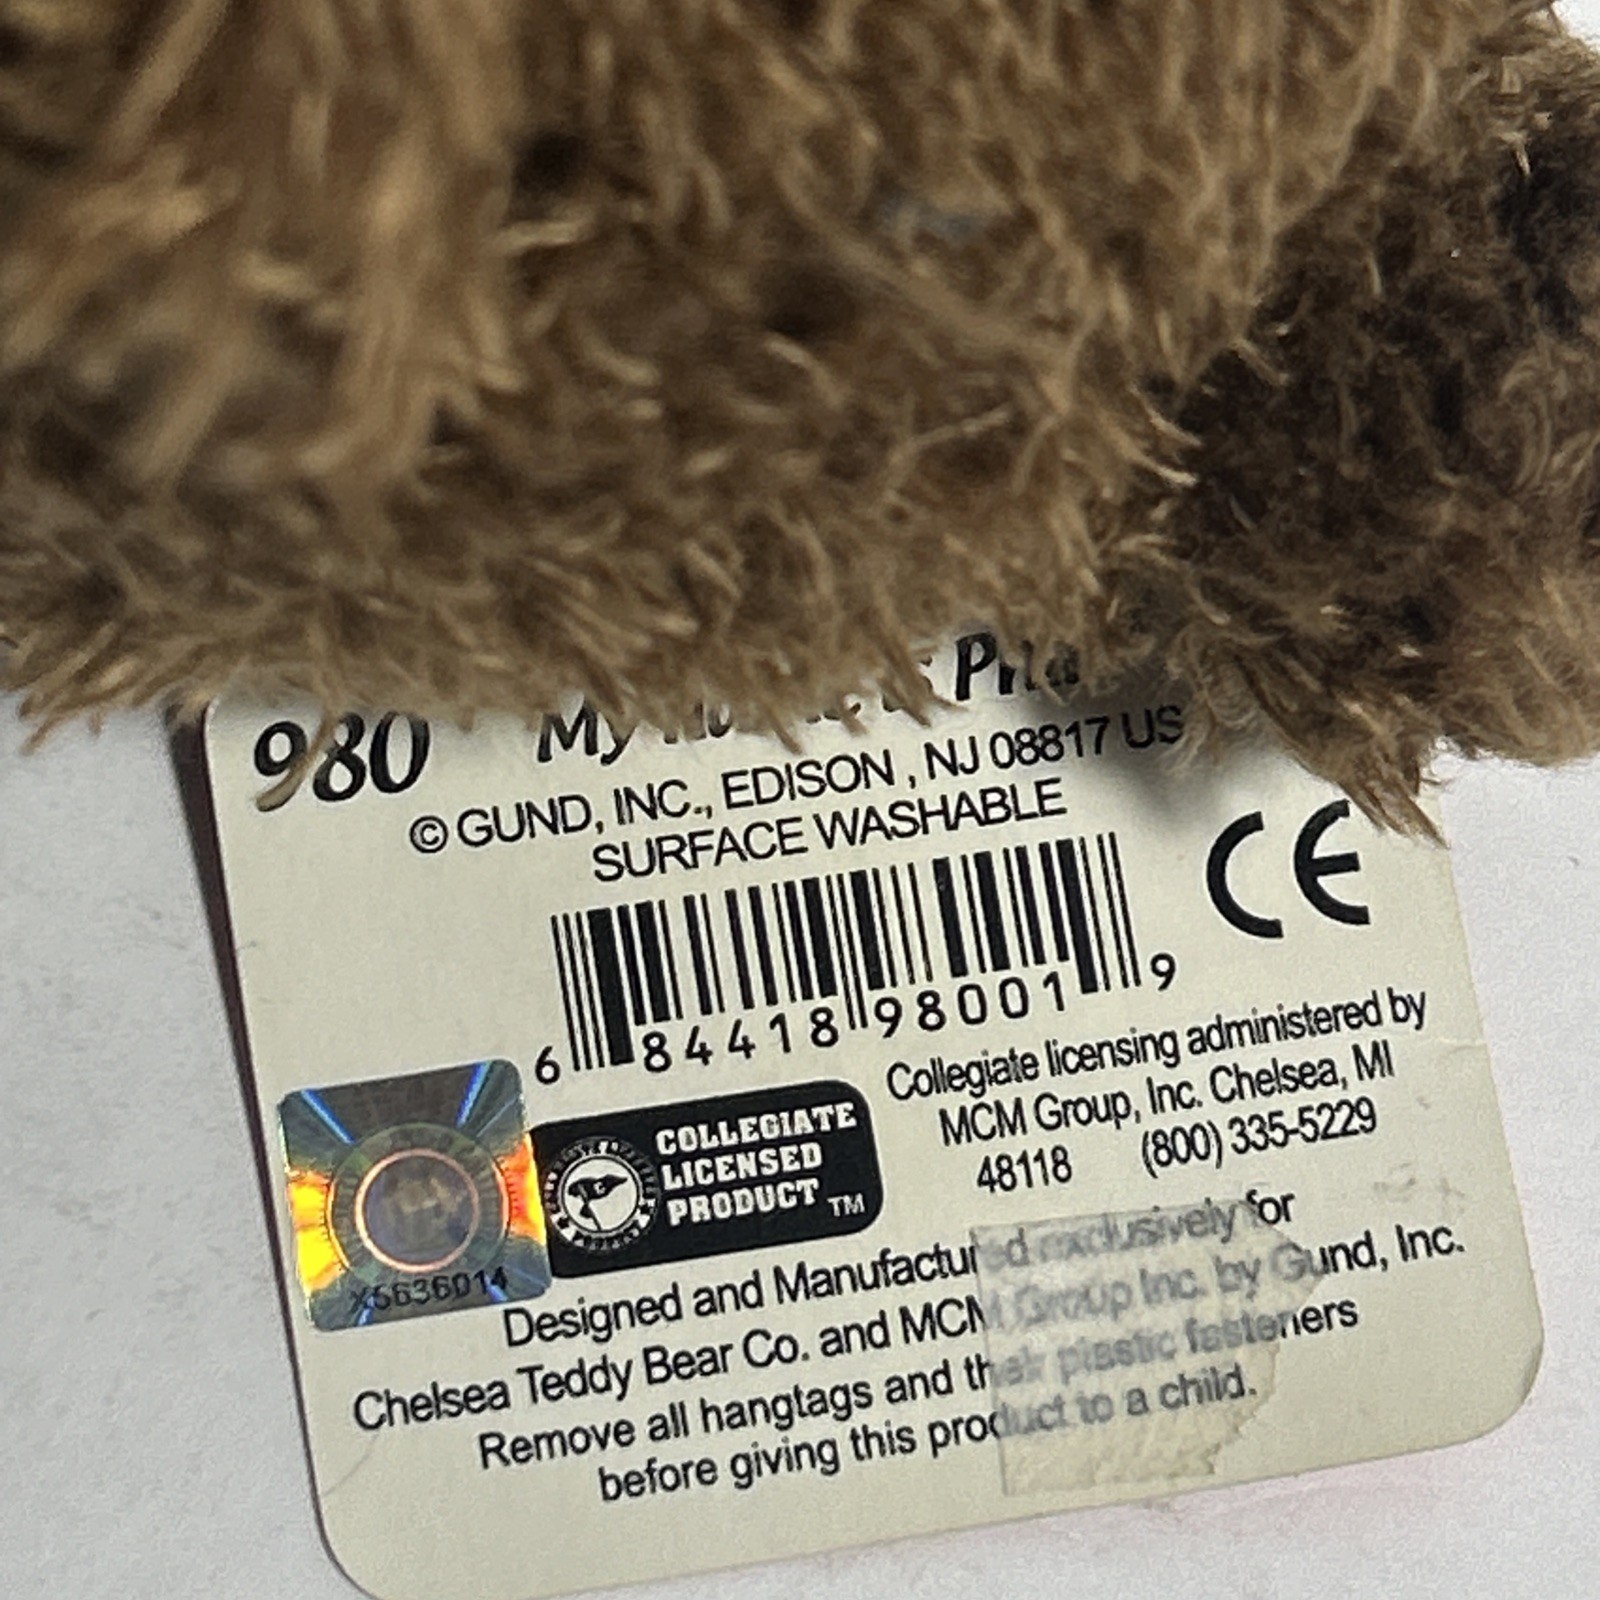 980 My
© GUND, INC., EDISON , NJ 08817 US
SURFACE WASHABLE
CE
6 84418 98001 9
Collegiate licensing administered by
MCM Group, Inc. Chelsea, MI
48118 (800) 335-5229
COLLEGIATE
LICENSED
PRODUCT TM
X5636014
Designed and Manufactured exclusively for
Chelsea Teddy Bear Co. and MCM Group Inc. by Gund, Inc.
Remove all hangtags and their plastic fasteners
before giving this product to a child.